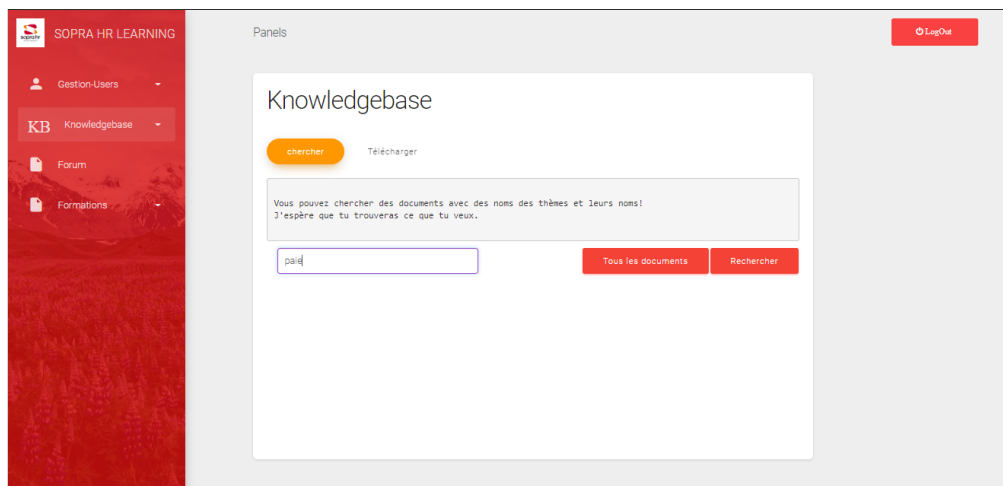 sopraHr
SOPRA HR LEARNING
Gestion-Users
KB Knowledgebase
Forum
Formations
Panels
LogOut
Knowledgebase
chercher Télécharger
Vous pouvez chercher des documents avec des noms des thèmes et leurs noms!
J'espère que tu trouveras ce que tu veux.
paie
Tous les documents Rechercher